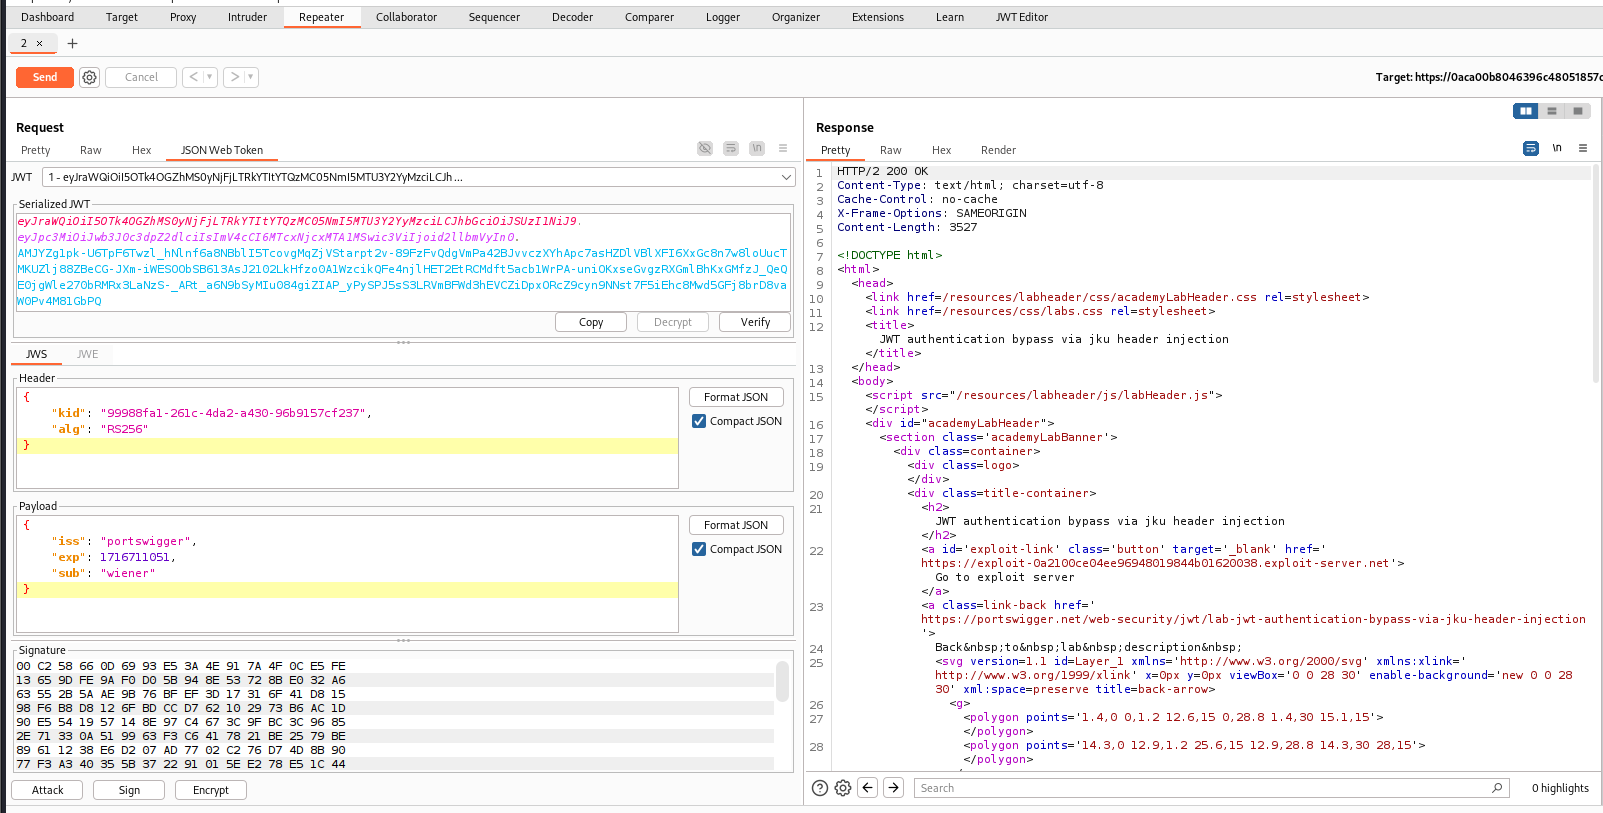 Dashboard Target Proxy Intruder Repeater Collaborator Sequencer Decoder Comparer Logger Organizer Extensions Learn JWT Editor
2 × +
Send Cancel < ▾ > ▾ Target: https://0aca00b8046396c48051857c
Request
Pretty Raw Hex JSON Web Token \n
JWT 1 - eyJraWQiOiI5OTk4OGZhMS0yNjFjLTRkYTItYTQzMC05NmI5MTU3Y2YyMzciLCJh ...
Serialized JWT
eyJraWQiOiI5OTk4OGZhMS0yNjFjLTRkYTItYTQzMC05NmI5MTU3Y2YyMzciLCJhbGciOiJSUzI1NiJ9.
eyJpc3MiOiJwb3J0c3dpZ2dlciIsImV4cCI6MTcxNjcxMTA1MSwic3ViIjoid2llbmVyIn0.
Copy Decrypt Verify
JWS JWE
Header
{
"kid": "99988fa1-261c-4da2-a430-96b9157cf237",
"alg": "RS256"
}
Format JSON
Compact JSON
Payload
{
"iss": "portswigger",
"exp": 1716711051,
"sub": "wiener"
}
Format JSON
Compact JSON
Signature
00 C2 58 66 0D 69 93 E5 3A 4E 91 7A 4F 0C E5 FE
13 65 9D FE 9A F0 D0 5B 94 8E 53 72 8B E0 32 A6
63 55 2B 5A AE 9B 76 BF EF 3D 17 31 6F 41 D8 15
98 F6 B8 D8 12 6F BD CC D7 62 10 29 73 B6 AC 1D
90 E5 54 19 57 14 8E 97 C4 67 3C 9F BC 3C 96 85
2E 71 33 0A 51 99 63 F3 C6 41 78 21 BE 25 79 BE
89 61 12 38 E6 D2 07 AD 77 02 C2 76 D7 4D 8B 90
77 F3 A3 40 35 5B 37 22 91 01 5E E2 78 E5 1C 44
Attack Sign Encrypt
Response
Pretty Raw Hex Render \n
1 HTTP/2 200 OK
2 Content-Type: text/html; charset=utf-8
3 Cache-Control: no-cache
4 X-Frame-Options: SAMEORIGIN
5 Content-Length: 3527
6
7 <!DOCTYPE html>
8 <html>
9 <head>
10 <link href=/resources/labheader/css/academyLabHeader.css rel=stylesheet>
11 <link href=/resources/css/labs.css rel=stylesheet>
12 <title>
JWT authentication bypass via jku header injection
</title>
13 </head>
14 <body>
15 <script src="/resources/labheader/js/labHeader.js">
</script>
16 <div id="academyLabHeader">
17 <section class='academyLabBanner'>
18 <div class=container>
19 <div class=logo>
</div>
20 <div class=title-container>
21 <h2>
JWT authentication bypass via jku header injection
</h2>
22 <a id='exploit-link' class='button' target='_blank' href='
https://exploit-0a2100ce04ee96948019844b01620038.exploit-server.net'>
Go to exploit server
</a>
23 <a class=link-back href='
https://portswigger.net/web-security/jwt/lab-jwt-authentication-bypass-via-jku-header-injection
'>
24 Back&nbsp;to&nbsp;lab&nbsp;description&nbsp;
25 <svg version=1.1 id=Layer_1 xmlns='http://www.w3.org/2000/svg' xmlns:xlink='
http://www.w3.org/1999/xlink' x=0px y=0px viewBox='0 0 28 30' enable-background='new 0 0 28
30' xml:space=preserve title=back-arrow>
26 <g>
27 <polygon points='1.4,0 0,1.2 12.6,15 0,28.8 1.4,30 15.1,15'>
</polygon>
28 <polygon points='14.3,0 12.9,1.2 25.6,15 12.9,28.8 14.3,30 28,15'>
</polygon>
Search 0 highlights